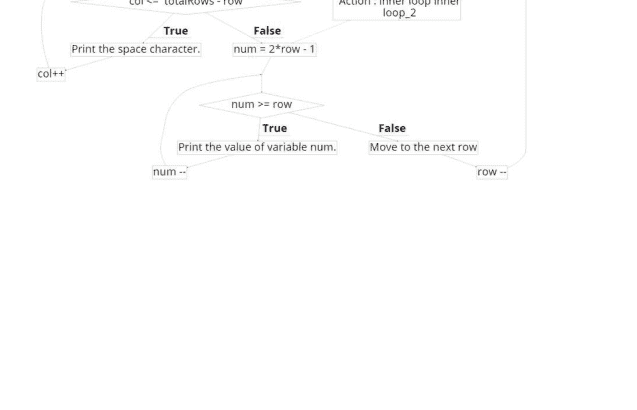 col <= totalRows - row
Action : inner loop inner
loop_2
True
False
Print the space character.
num = 2*row - 1
col++
num >= row
True
False
Print the value of variable num.
Move to the next row
num --
row --